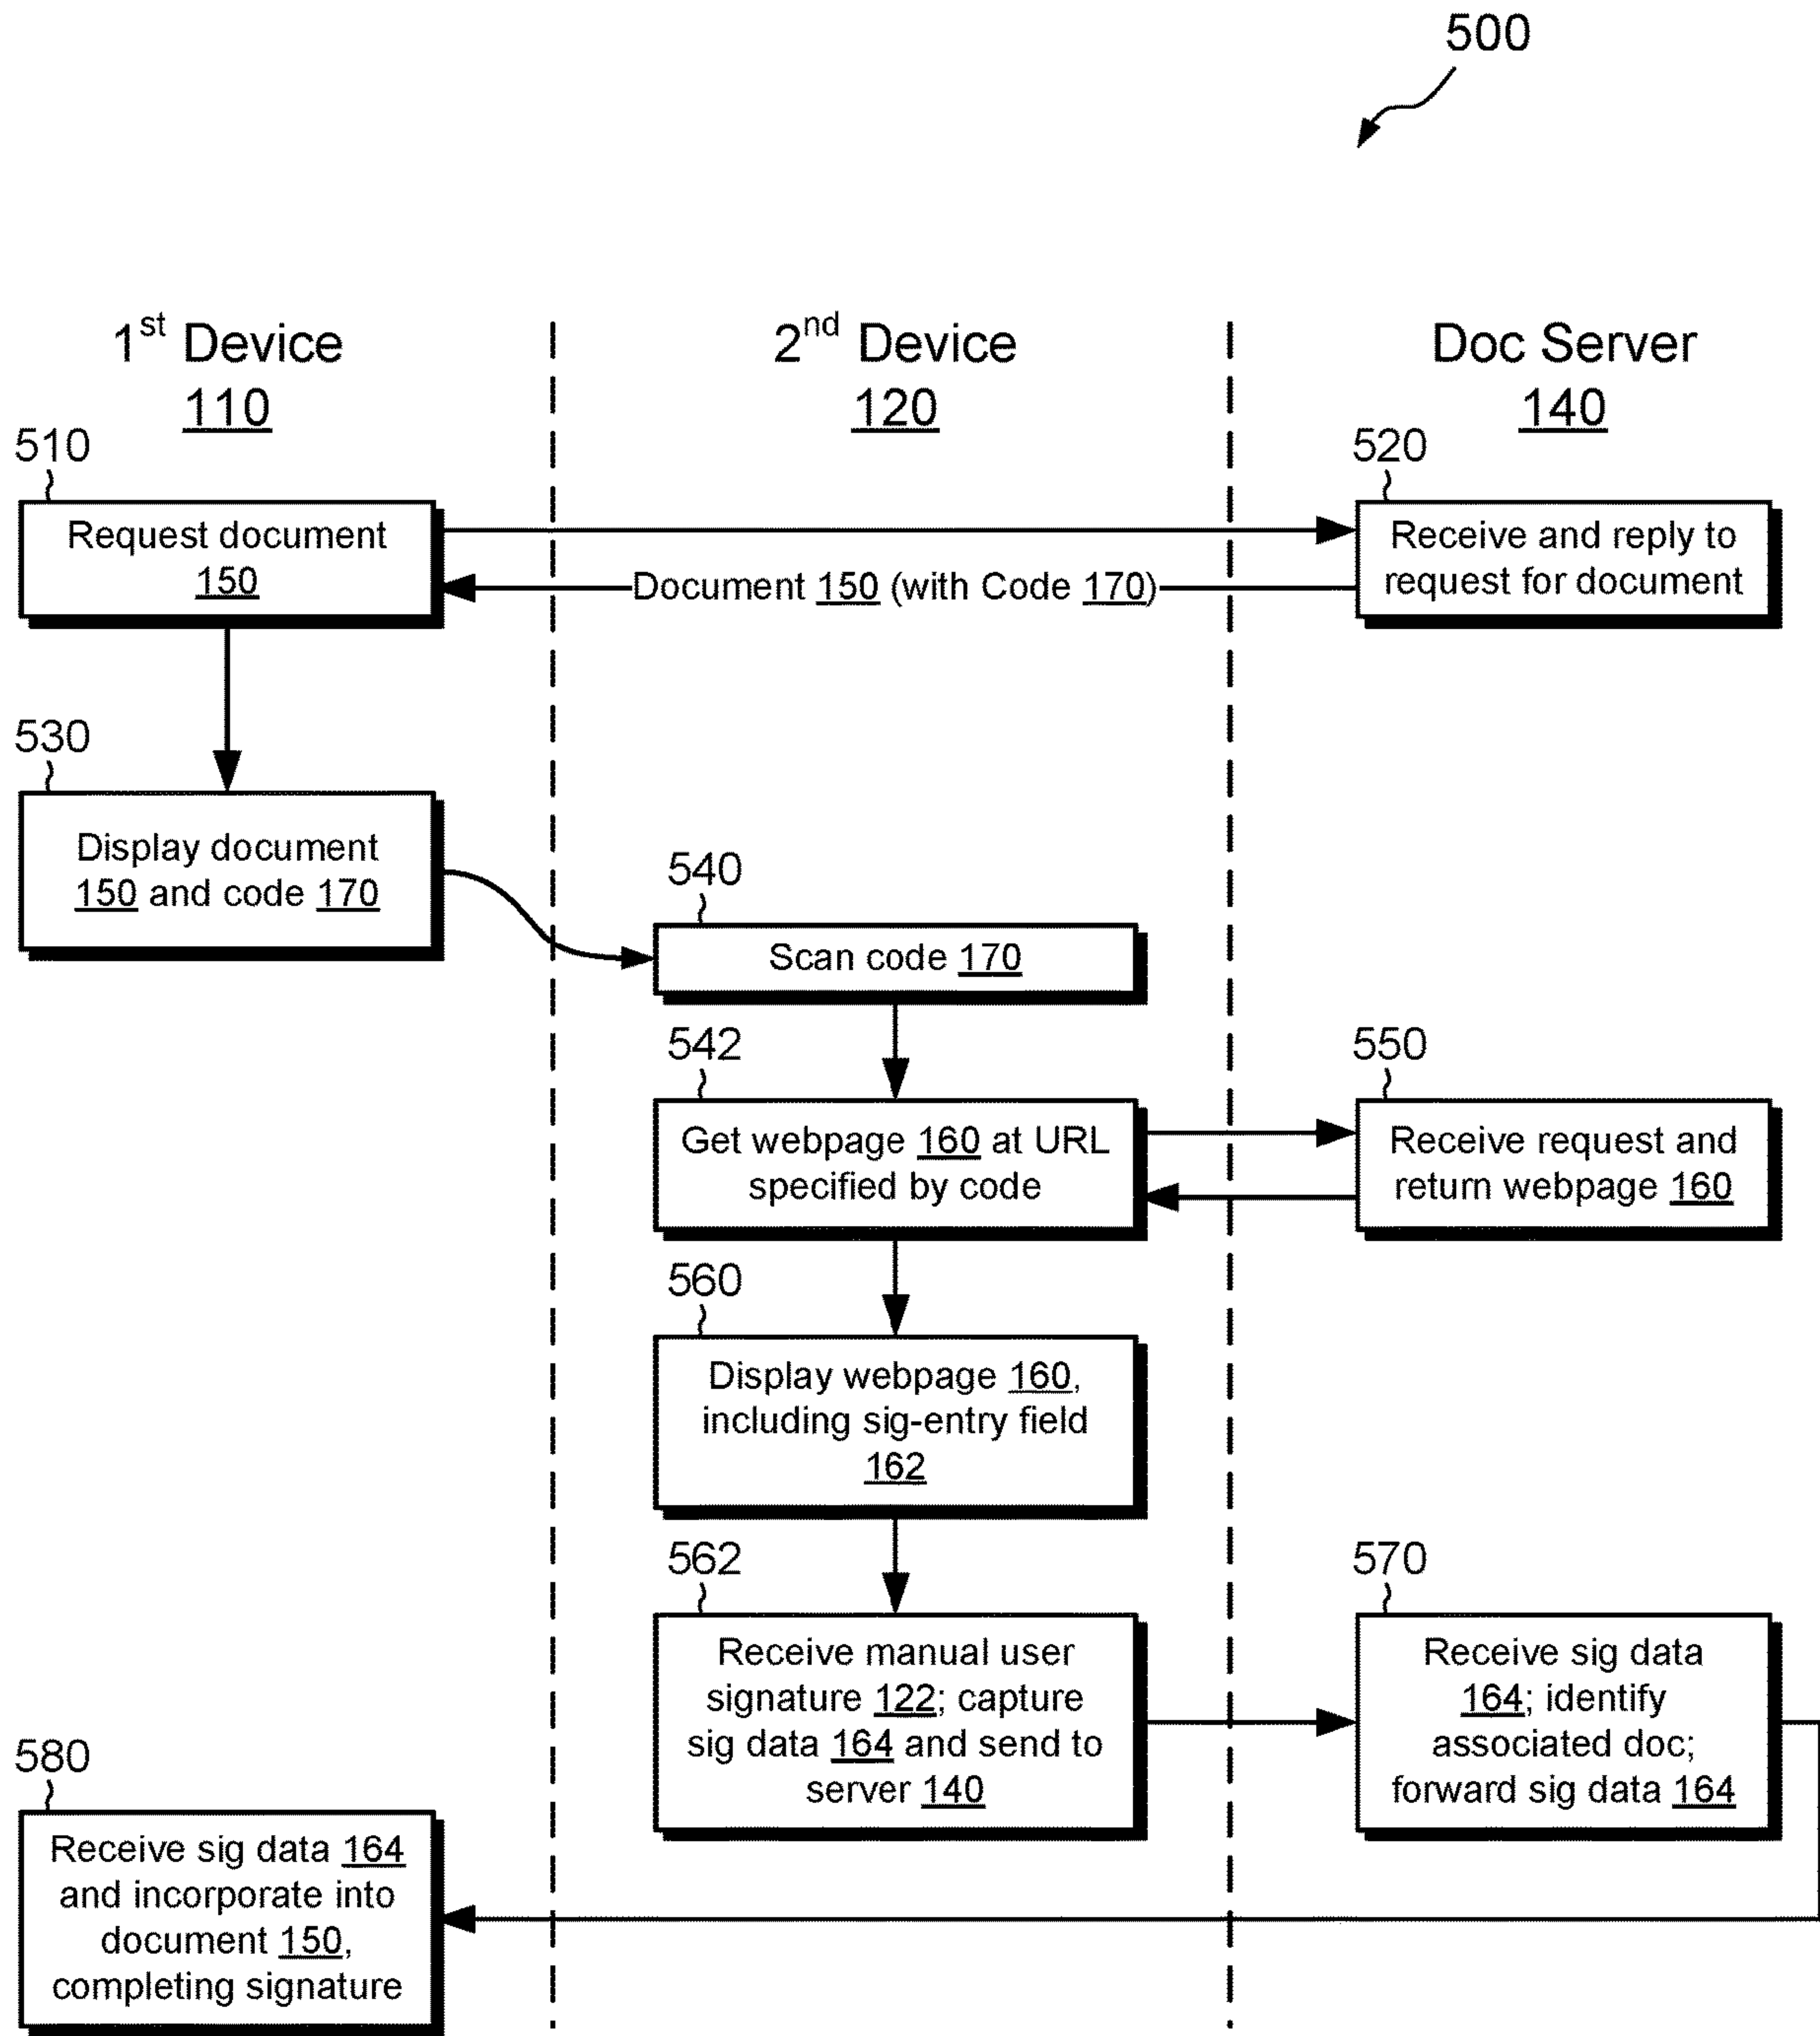 500
1st Device
110
2nd Device
120
Doc Server
140
510
Request document
150
520
Receive and reply to
request for document
Document 150 (with Code 170)
530
Display document
150 and code 170
540
Scan code 170
542
Get webpage 160 at URL
specified by code
550
Receive request and
return webpage 160
560
Display webpage 160,
including sig-entry field
162
562
Receive manual user
signature 122; capture
sig data 164 and send to
server 140
570
Receive sig data
164; identify
associated doc;
forward sig data 164
580
Receive sig data 164
and incorporate into
document 150,
completing signature